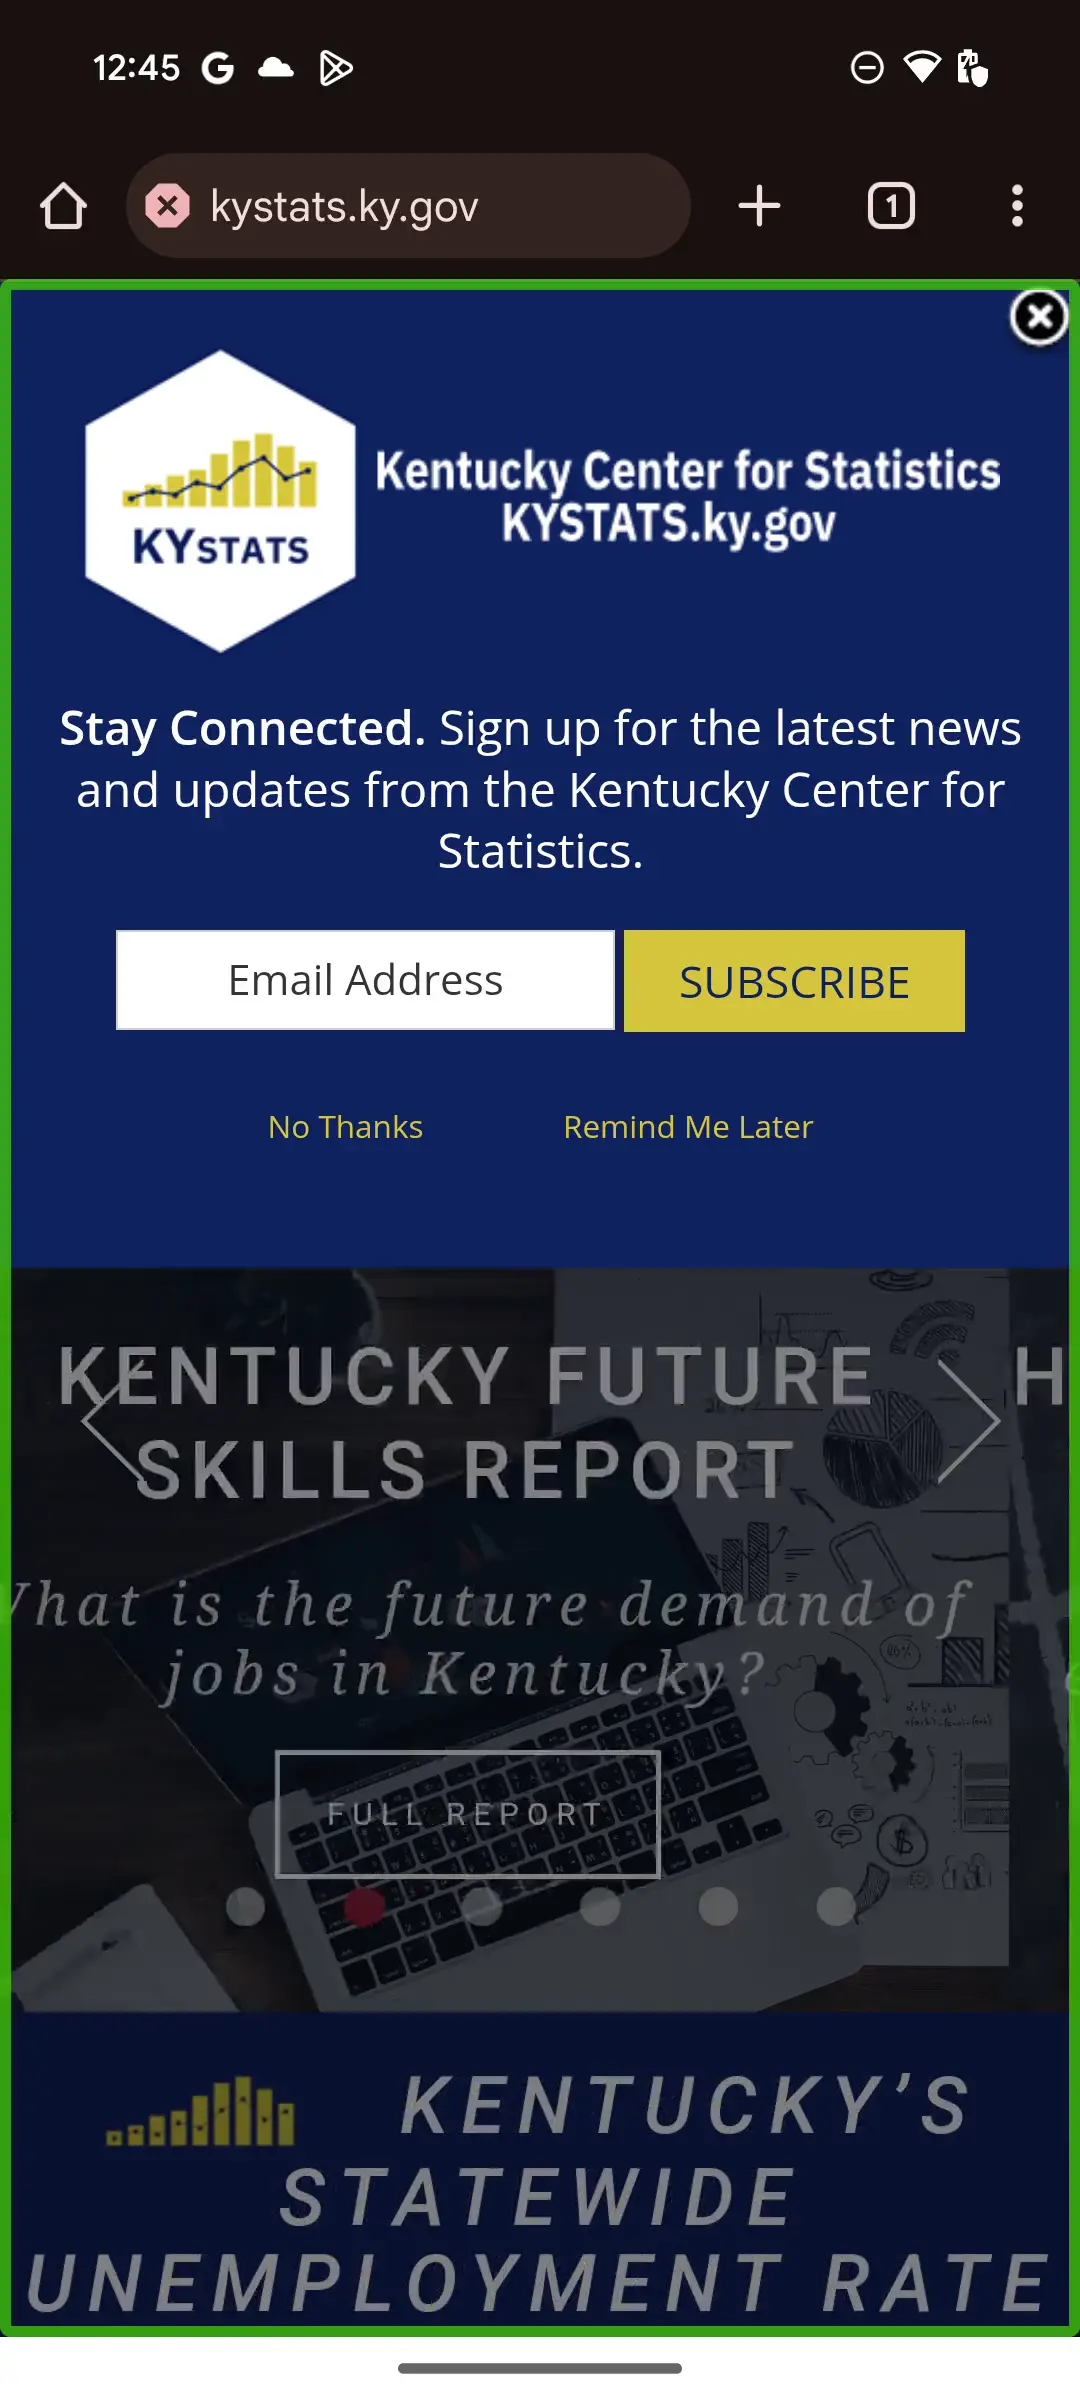 12:45
kystats.ky.gov
1
KYSTATS
Kentucky Center for Statistics
KYSTATS.ky.gov
Stay Connected. Sign up for the latest news
and updates from the Kentucky Center for
Statistics.
Email Address
SUBSCRIBE
No Thanks
Remind Me Later
KENTUCKY FUTURE
SKILLS REPORT
H
What is the future demand of
jobs in Kentucky?
FULL REPORT
KENTUCKY’S
STATEWIDE
UNEMPLOYMENT RATE